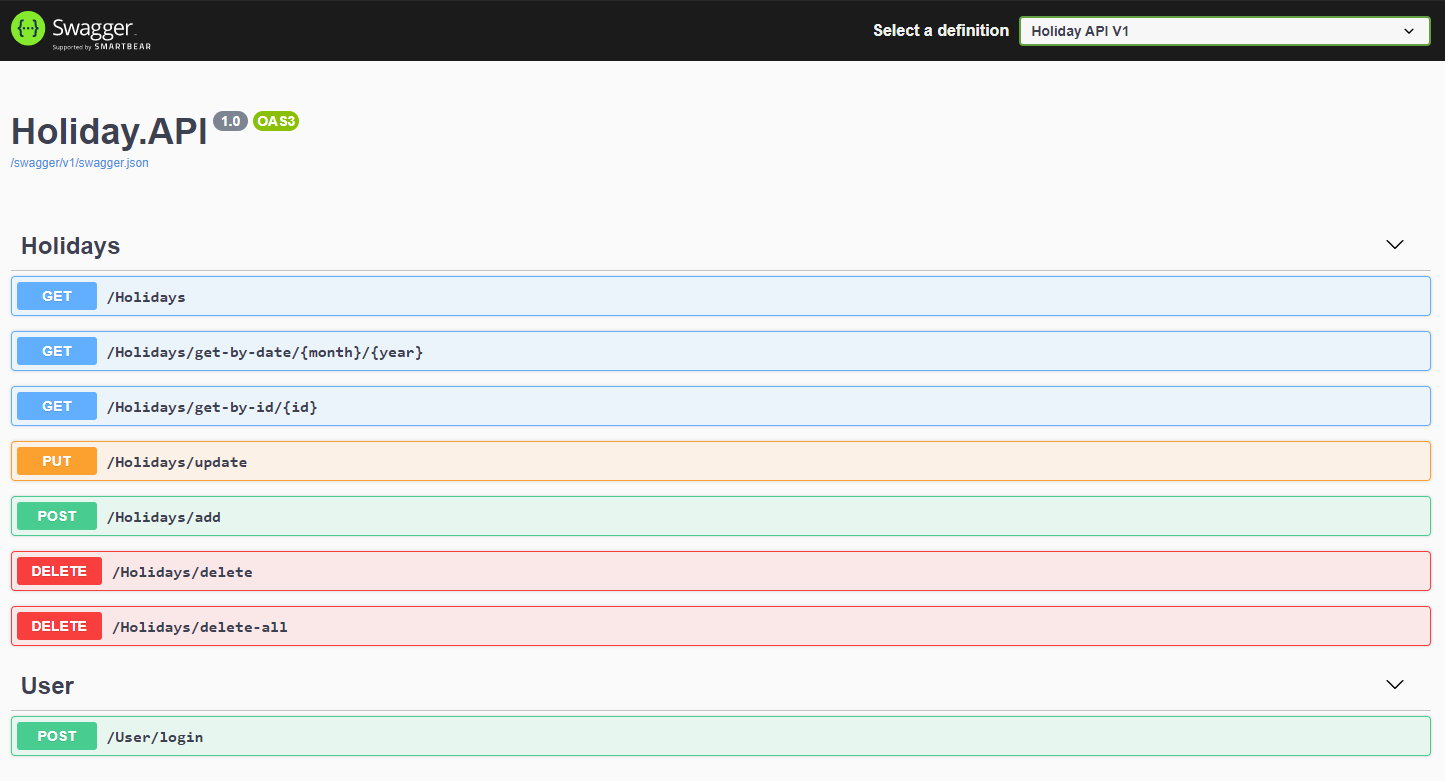 {··} Swagger.
Supported by SMARTBEAR
Select a definition Holiday API V1
Holiday.API 1.0 OAS3
/swagger/v1/swagger.json
Holidays
GET /Holidays
GET /Holidays/get-by-date/{month}/{year}
GET /Holidays/get-by-id/{id}
PUT /Holidays/update
POST /Holidays/add
DELETE /Holidays/delete
DELETE /Holidays/delete-all
User
POST /User/login